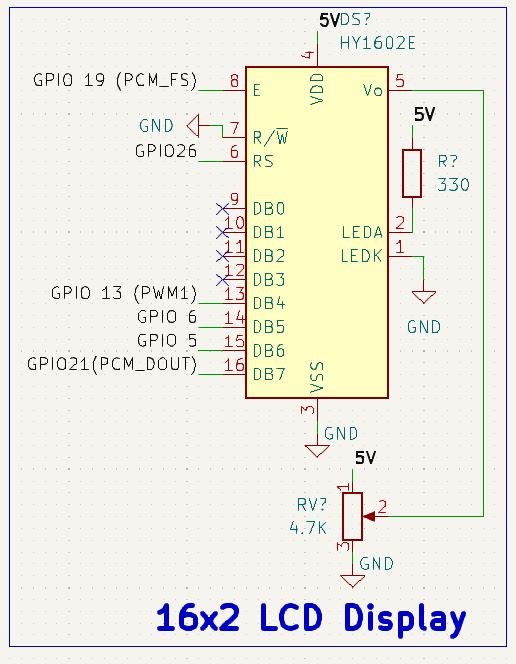 5V DS?
HY1602E
4
GPIO 19 (PCM_FS) 8 E VDD Vo 5
5V
GND 7 R/W̅
GPIO26 6 RS R?
330
9 DB0
10 DB1 LEDA 2
11 DB2 LEDK 1
12 DB3
GPIO 13 (PWM1) 13 DB4
GPIO 6 14 DB5 GND
GPIO 5 15 DB6
GPIO21(PCM_DOUT) 16 DB7
VSS
3
GND
5V
1
RV? 2
4.7K
3
GND
16x2 LCD Display